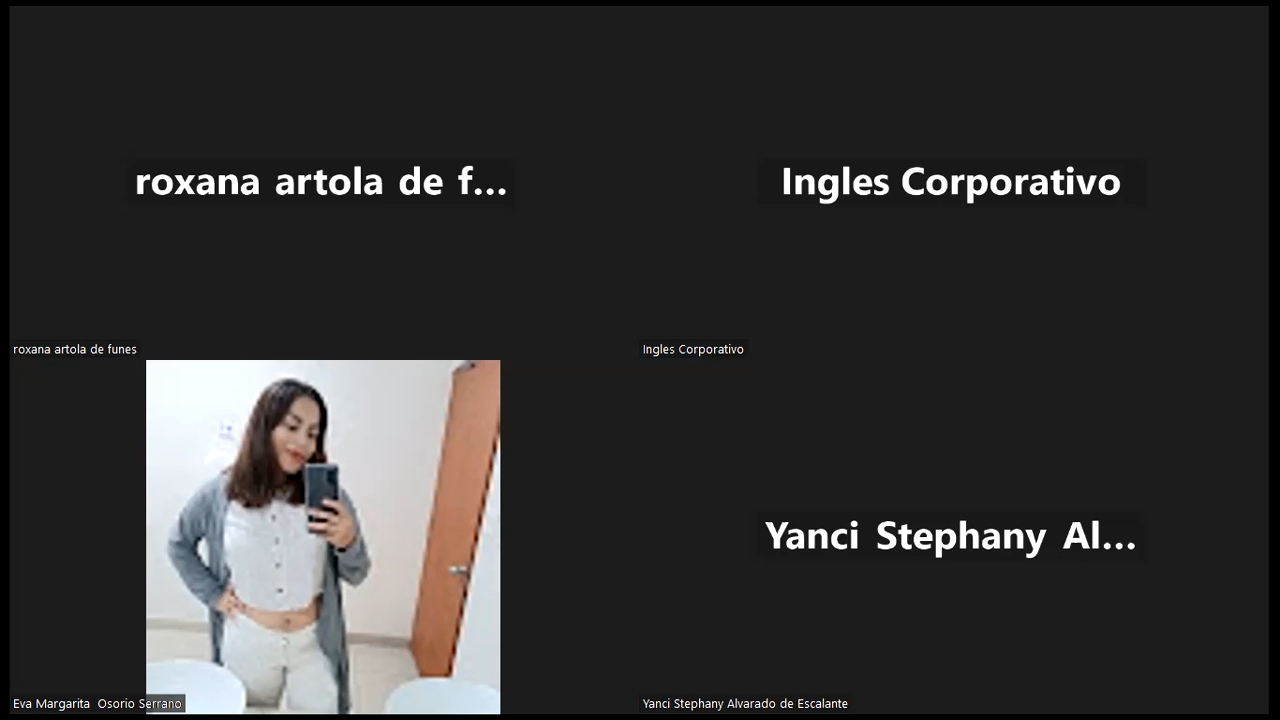 roxana artola de f...
Ingles Corporativo
roxana artola de funes
Ingles Corporativo
Yanci Stephany Al...
Eva Margarita Osorio Serrano
Yanci Stephany Alvarado de Escalante